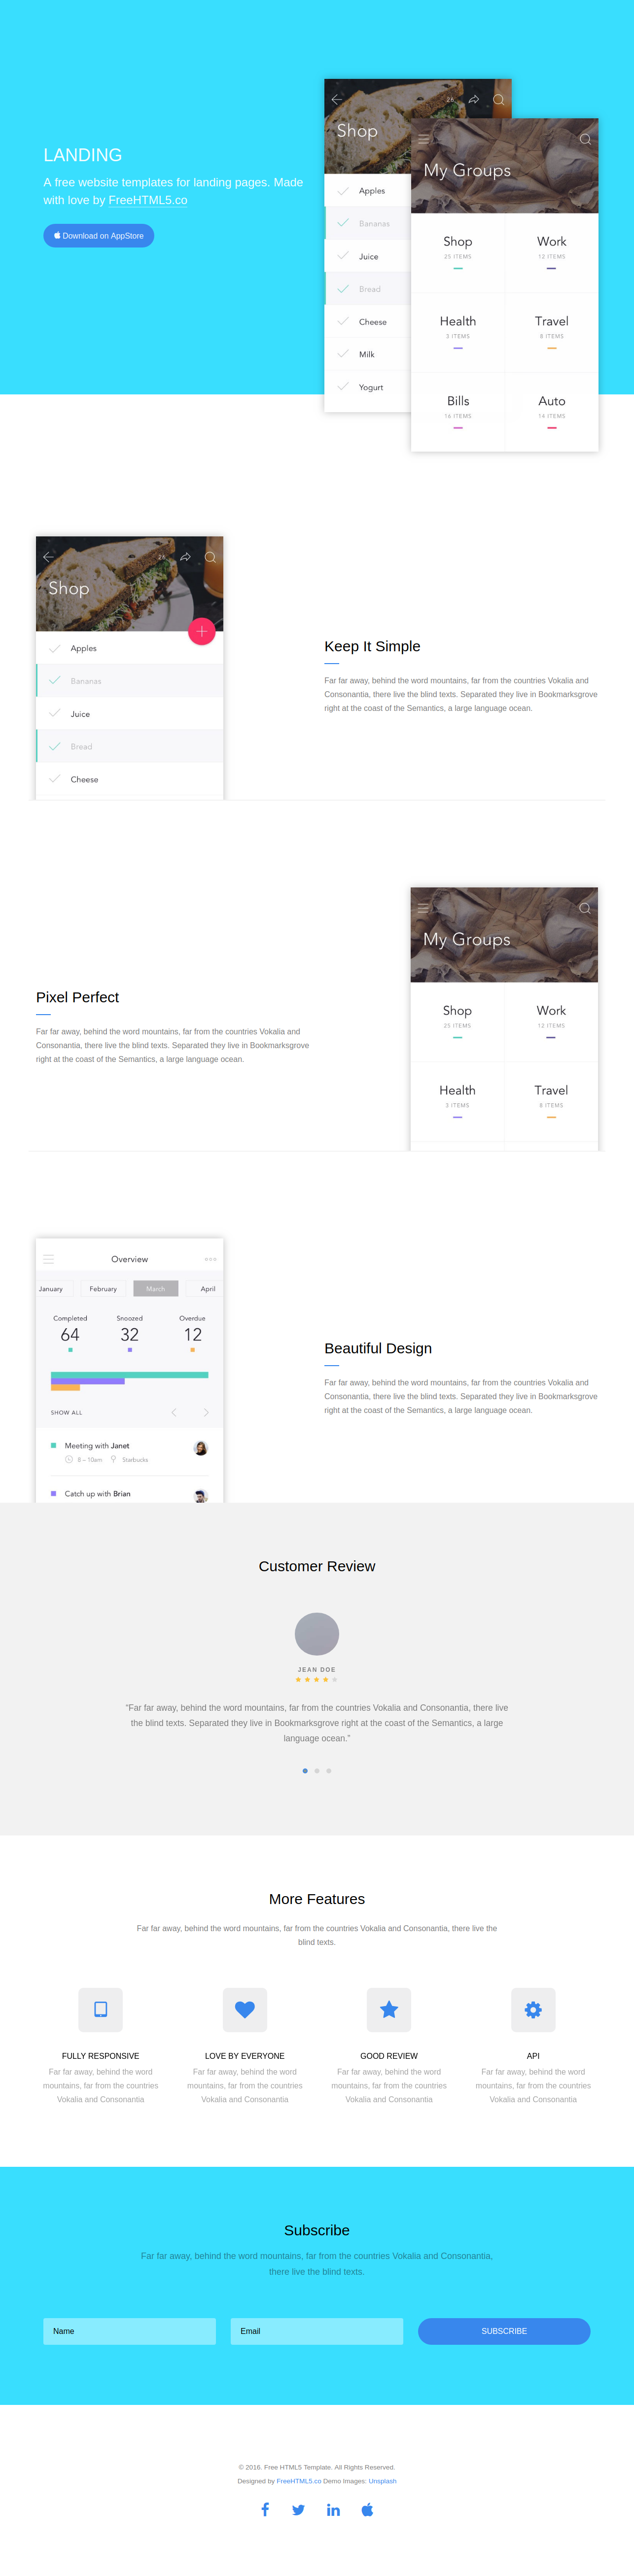 LANDING
A free website templates for landing pages. Made
with love by FreeHTML5.co
Download on AppStore
26
Shop
Apples
Bananas
Juice
Bread
Cheese
Milk
Yogurt
My Groups
Shop
25 ITEMS
Work
12 ITEMS
Health
3 ITEMS
Travel
8 ITEMS
Bills
16 ITEMS
Auto
14 ITEMS
Shop
Apples
Bananas
Juice
Bread
Cheese
Keep It Simple
Far far away, behind the word mountains, far from the countries Vokalia and
Consonantia, there live the blind texts. Separated they live in Bookmarksgrove
right at the coast of the Semantics, a large language ocean.
Pixel Perfect
Far far away, behind the word mountains, far from the countries Vokalia and
Consonantia, there live the blind texts. Separated they live in Bookmarksgrove
right at the coast of the Semantics, a large language ocean.
My Groups
Shop
25 ITEMS
Work
12 ITEMS
Health
3 ITEMS
Travel
8 ITEMS
Overview
January February March April
Completed Snoozed Overdue
64 32 12
SHOW ALL
Meeting with Janet
8 – 10am Starbucks
Catch up with Brian
Beautiful Design
Far far away, behind the word mountains, far from the countries Vokalia and
Consonantia, there live the blind texts. Separated they live in Bookmarksgrove
right at the coast of the Semantics, a large language ocean.
Customer Review
JEAN DOE
“Far far away, behind the word mountains, far from the countries Vokalia and Consonantia, there live
the blind texts. Separated they live in Bookmarksgrove right at the coast of the Semantics, a large
language ocean.”
More Features
Far far away, behind the word mountains, far from the countries Vokalia and Consonantia, there live the
blind texts.
FULLY RESPONSIVE
Far far away, behind the word
mountains, far from the countries
Vokalia and Consonantia
LOVE BY EVERYONE
Far far away, behind the word
mountains, far from the countries
Vokalia and Consonantia
GOOD REVIEW
Far far away, behind the word
mountains, far from the countries
Vokalia and Consonantia
API
Far far away, behind the word
mountains, far from the countries
Vokalia and Consonantia
Subscribe
Far far away, behind the word mountains, far from the countries Vokalia and Consonantia,
there live the blind texts.
Name
Email
SUBSCRIBE
© 2016. Free HTML5 Template. All Rights Reserved.
Designed by FreeHTML5.co Demo Images: Unsplash